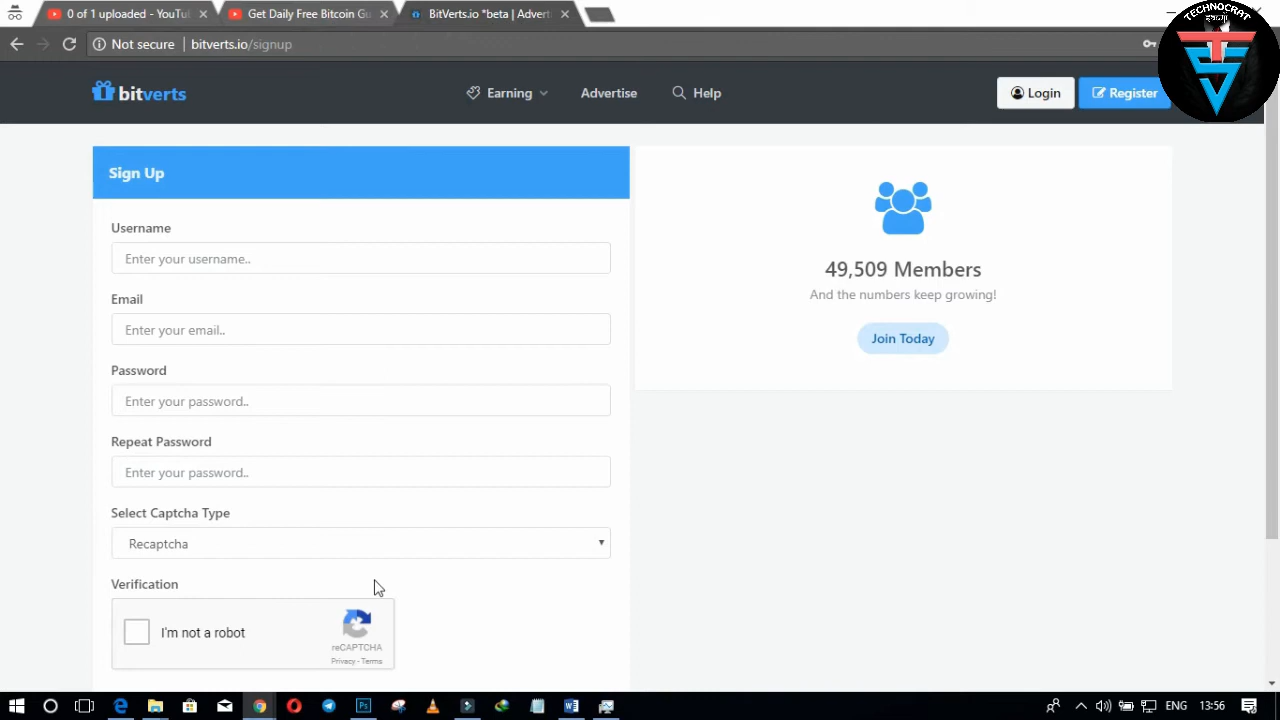 0 of 1 uploaded - YouTu
Get Daily Free Bitcoin Gu
BitVerts.io *beta | Advert
Not secure | bitverts.io/signup
TECHNOCRAT
TS
bitverts
Earning
Advertise
Help
Login
Register
Sign Up
Username
Enter your username..
Email
Enter your email..
Password
Enter your password..
Repeat Password
Enter your password..
Select Captcha Type
Recaptcha
Verification
I'm not a robot
reCAPTCHA
Privacy - Terms
49,509 Members
And the numbers keep growing!
Join Today
ENG
13:56